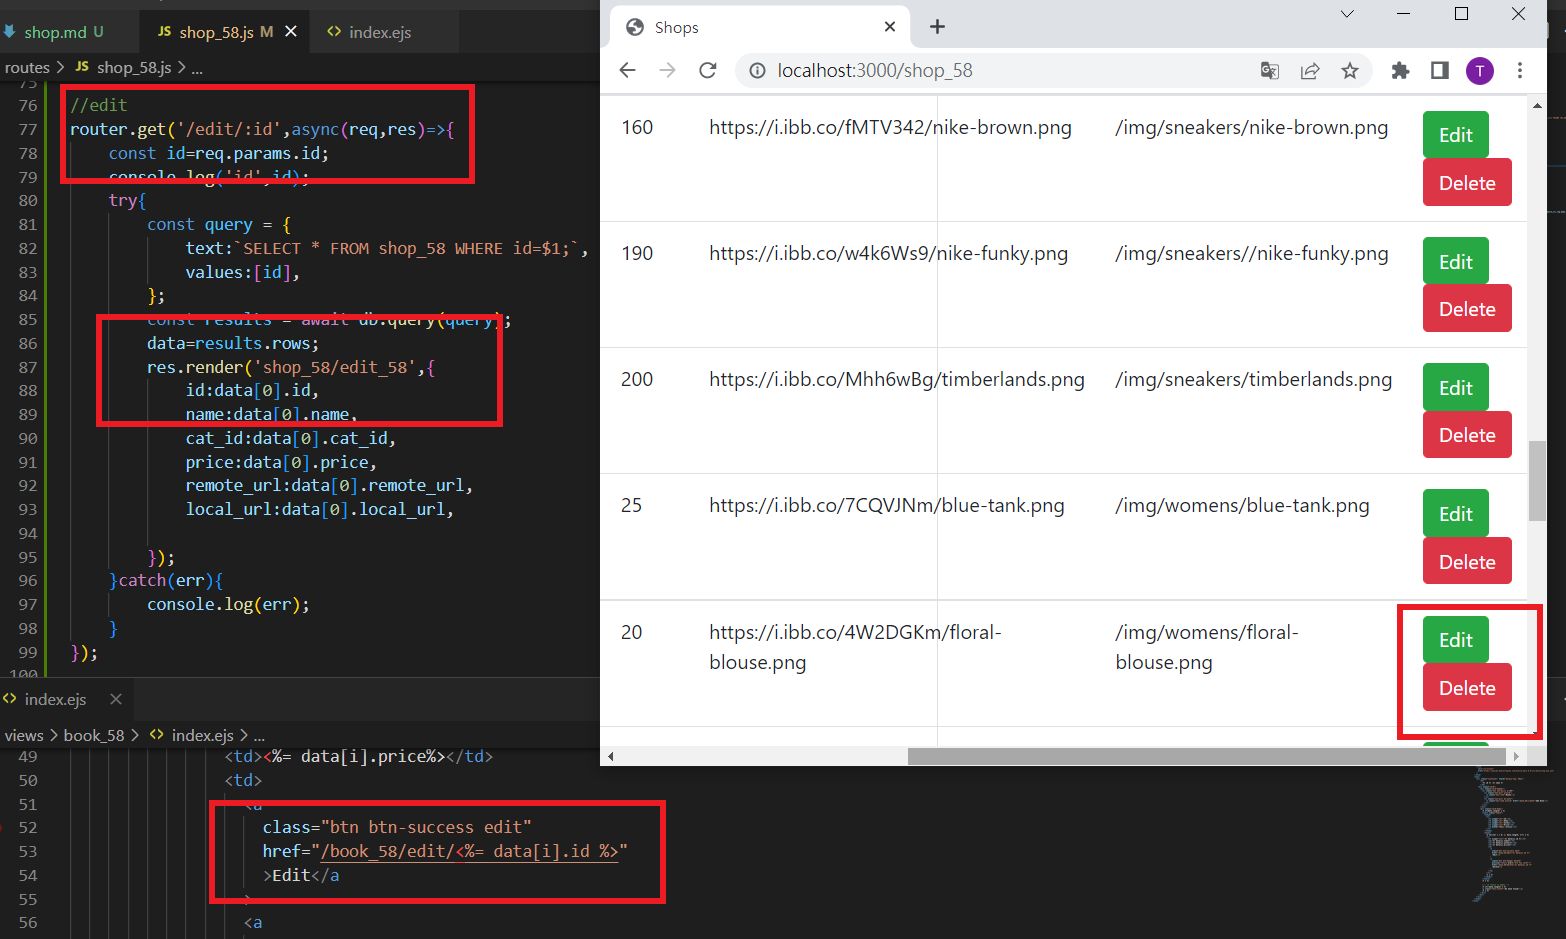 shop.md U
JS shop_58.js M
<> index.ejs
routes > JS shop_58.js > ...
75
76 //edit
77 router.get('/edit/:id',async(req,res)=>{
78 const id=req.params.id;
79 console.log('id',id);
80 try{
81 const query = {
82 text:`SELECT * FROM shop_58 WHERE id=$1;`,
83 values:[id],
84 };
85 const results = await db.query(query);
86 data=results.rows;
87 res.render('shop_58/edit_58',{
88 id:data[0].id,
89 name:data[0].name,
90 cat_id:data[0].cat_id,
91 price:data[0].price,
92 remote_url:data[0].remote_url,
93 local_url:data[0].local_url,
94
95 });
96 }catch(err){
97 console.log(err);
98 }
99 });
100
<> index.ejs
views > book_58 > <> index.ejs > ...
49 <td><%= data[i].price%></td>
50 <td>
51 <a
52 class="btn btn-success edit"
53 href="/book_58/edit/<%= data[i].id %>"
54 >Edit</a
55 >
56 <a
Shops
localhost:3000/shop_58
T
160 https://i.ibb.co/fMTV342/nike-brown.png /img/sneakers/nike-brown.png Edit
Delete
190 https://i.ibb.co/w4k6Ws9/nike-funky.png /img/sneakers//nike-funky.png Edit
Delete
200 https://i.ibb.co/Mhh6wBg/timberlands.png /img/sneakers/timberlands.png Edit
Delete
25 https://i.ibb.co/7CQVJNm/blue-tank.png /img/womens/blue-tank.png Edit
Delete
20 https://i.ibb.co/4W2DGKm/floral- /img/womens/floral- Edit
blouse.png blouse.png Delete